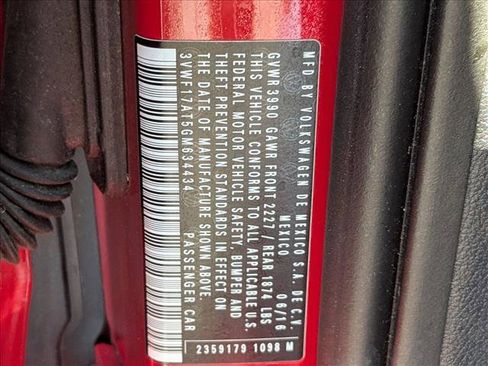 MFD BY VOLKSWAGEN DE MEXICO S.A. DE C.V.
MEXICO 06/16
GVWR3990 GAWR FRONT 2227/ REAR 1874 LBS
THIS VEHICLE CONFORMS TO ALL APPLICABLE U.S.
FEDERAL MOTOR VEHICLE SAFETY, BUMPER AND
THEFT PREVENTION STANDARDS IN EFFECT ON
THE DATE OF MANUFACTURE SHOWN ABOVE.
3VWF17AT5GM634434 PASSENGER CAR
2359179 1098 M